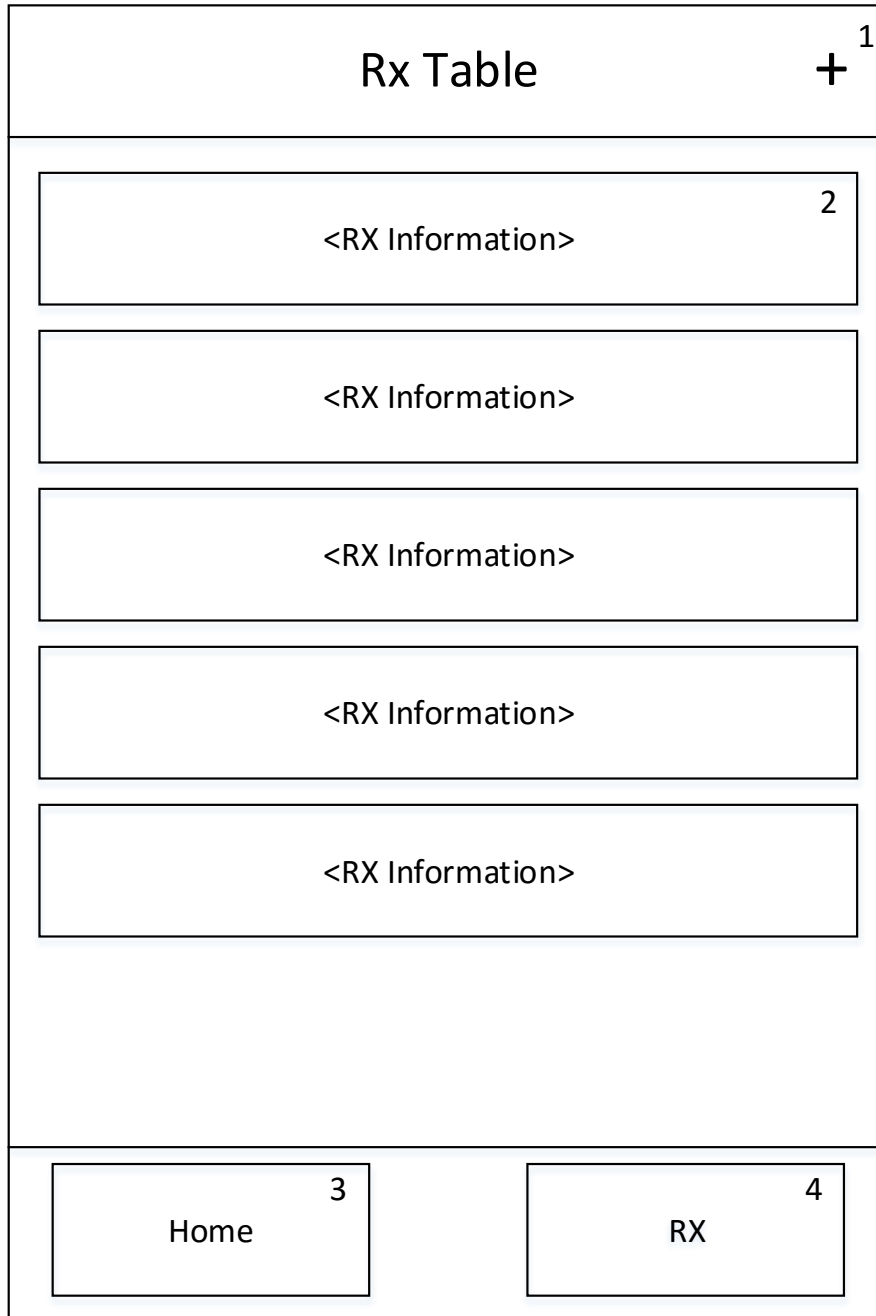 Rx Table + 1
2
<RX Information>
<RX Information>
<RX Information>
<RX Information>
<RX Information>
3
Home
4
RX